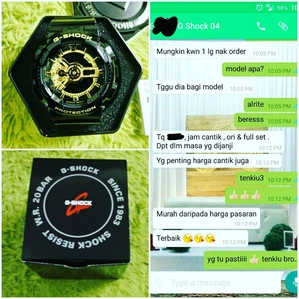 G-SHOCK
PROTECTION
G-SHOCK
SHOCK RESIST W.R. 20BAR
SINCE 1983
G Shock 04
Mungkin kwn 1 lg nak order
10:05 PM
model apa?
10:05 PM
Tggu dia bagi model
10:05 PM
alrite
10:05 PM
beresss
10:05 PM
Tq, jam cantik , ori & full set .
Dpt dlm masa yg dijanji
10:12 PM
Yg penting harga cantik juga
10:12 PM
tenkiu3
10:12 PM
10:12 PM
Murah daripada harga pasaran
10:12 PM
Terbaik
10:12 PM
yg tu pastiiii tenkiu bro
Type a message